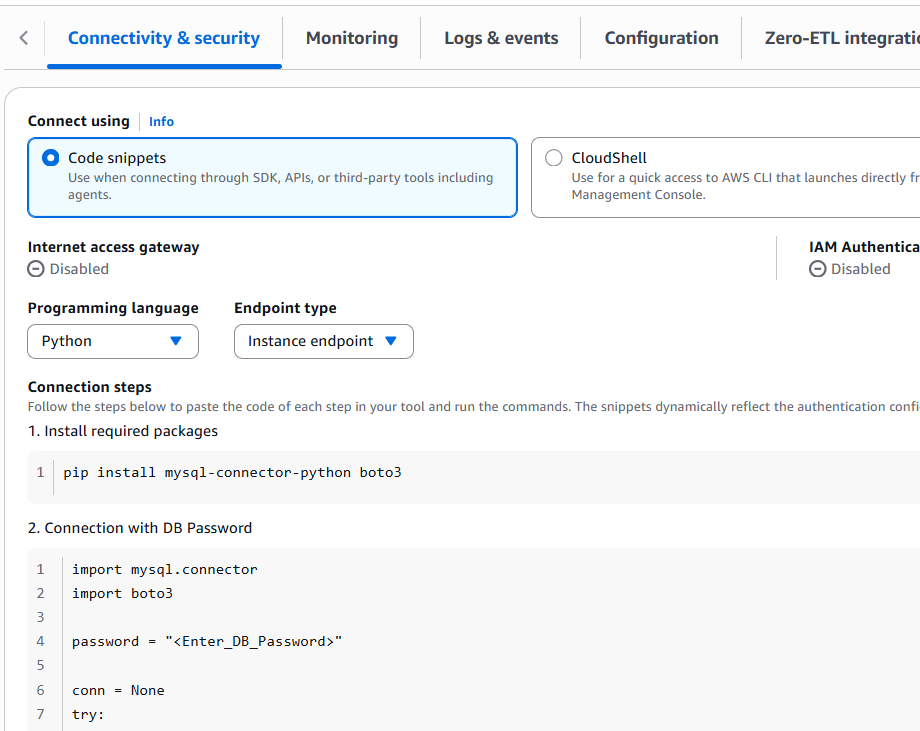 Connectivity & security Monitoring Logs & events Configuration Zero-ETL integratio
Connect using Info
Code snippets
Use when connecting through SDK, APIs, or third-party tools including
agents.
CloudShell
Use for a quick access to AWS CLI that launches directly fr
Management Console.
Internet access gateway
Disabled
IAM Authentica
Disabled
Programming language
Python
Endpoint type
Instance endpoint
Connection steps
Follow the steps below to paste the code of each step in your tool and run the commands. The snippets dynamically reflect the authentication confi
1. Install required packages
1 pip install mysql-connector-python boto3
2. Connection with DB Password
1 import mysql.connector
2 import boto3
3
4 password = "<Enter_DB_Password>"
5
6 conn = None
7 try: